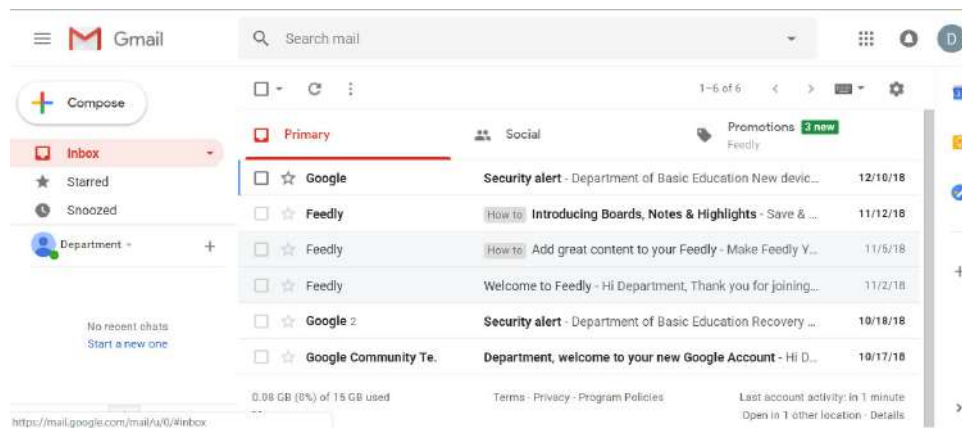 Gmail
Search mail
D
Compose
1–6 of 6
Primary
Social
Promotions 3 new
Feedly
Inbox
Starred
Snoozed
Department
Google Security alert - Department of Basic Education New devic... 12/10/18
Feedly How to Introducing Boards, Notes & Highlights - Save & ... 11/12/18
Feedly How to Add great content to your Feedly - Make Feedly Y... 11/5/18
Feedly Welcome to Feedly - Hi Department, Thank you for joining... 11/2/18
Google 2 Security alert - Department of Basic Education Recovery ... 10/18/18
Google Community Te. Department, welcome to your new Google Account - Hi D... 10/17/18
No recent chats
Start a new one
0.08 GB (0%) of 15 GB used
Terms - Privacy - Program Policies
Last account activity: in 1 minute
Open in 1 other location - Details
https://mail.google.com/mail/u/0/#inbox